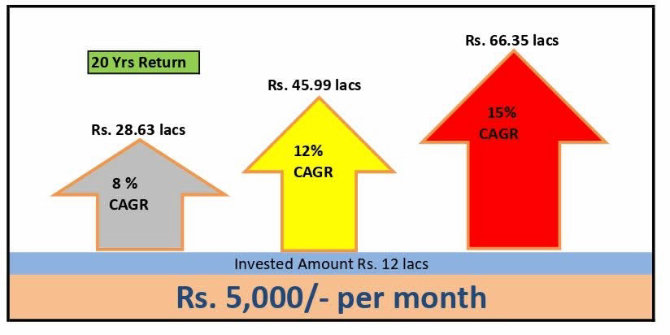 20 Yrs Return
Rs. 28.63 lacs
Rs. 45.99 lacs
Rs. 66.35 lacs
8 %
CAGR
12%
CAGR
15%
CAGR
Invested Amount Rs. 12 lacs
Rs. 5,000/- per month